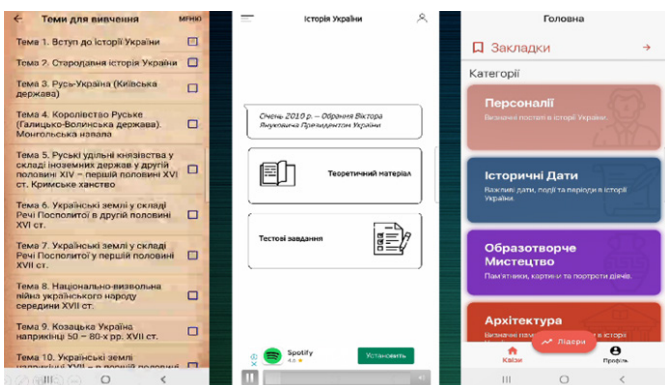 Теми для вивчення МЕНЮ
Тема 1. Вступ до історії України
Тема 2. Стародавня історія України
Тема 3. Русь-Україна (Київська
держава)
Тема 4. Королівство Руське
(Галицько-Волинська держава).
Монгольська навала
Тема 5. Руські удільні князівства у
складі іноземних держав у другій
половині XIV – першій половині XVI
ст. Кримське ханство
Тема 6. Українські землі у складі
Речі Посполитої в другій половині
XVI ст.
Тема 7. Українські землі у складі
Речі Посполитої у першій половині
XVII ст.
Тема 8. Національно-визвольна
війна українського народу
середини XVII ст.
Тема 9. Козацька Україна
наприкінці 50 – 80-х рр. XVII ст.
Тема 10. Українські землі
наприкінці XVII – першій половині
Історія України
Січень 2010 р. – Обрання Віктора
Януковича Президентом України
Теоретичний матеріал
Тестові завдання
Spotify
Установить
Головна
Закладки
Категорії
Персоналії
Визначні постаті в історії України.
Історичні Дати
Важливі дати, події та періоди в історії
України.
Образотворче
Мистецтво
Пам'ятники, картини та портрети діячів.
Архітектура
Визначні в історії
Лідери
Квізи Профіль